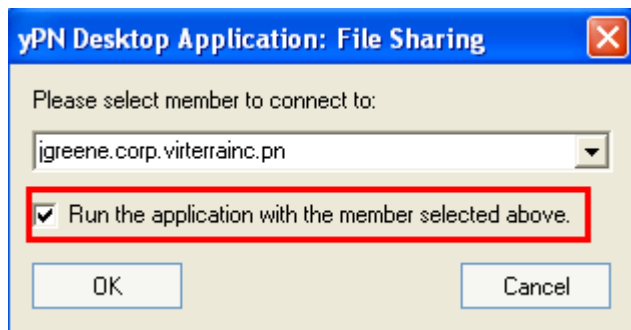 yPN Desktop Application: File Sharing
Please select member to connect to:
jgreene.corp.virterrainc.pn
Run the application with the member selected above.
OK
Cancel